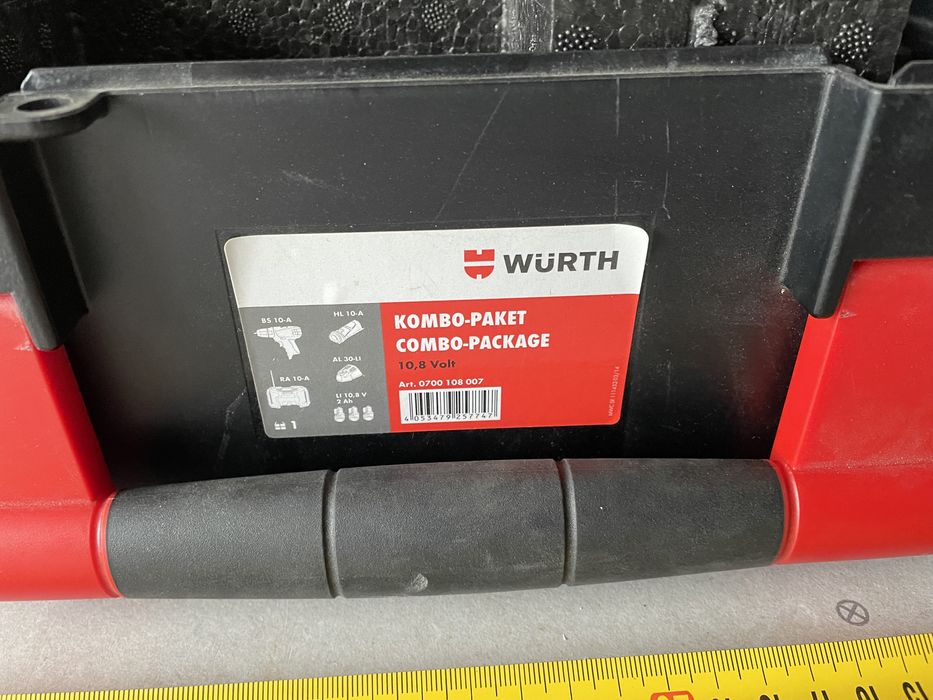 WÜRTH
BS 10-A
HL 10-A
AL 30-LI
RA 10-A
LI 10,8 V
2 Ah
1
KOMBO-PAKET
COMBO-PACKAGE
10,8 Volt
Art. 0700 108 007
4 053479 257747